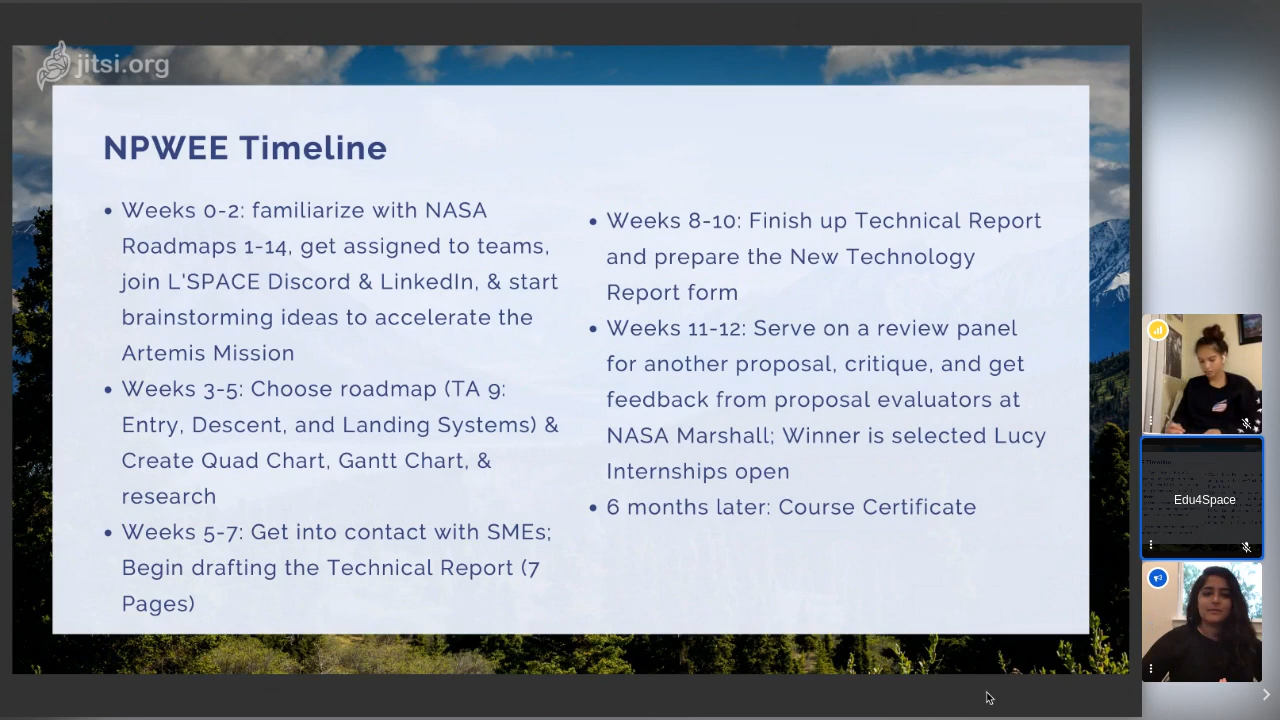 jitsi.org
NPWEE Timeline
• Weeks 0-2: familiarize with NASA
Roadmaps 1-14, get assigned to teams,
join L'SPACE Discord & LinkedIn, & start
brainstorming ideas to accelerate the
Artemis Mission
• Weeks 3-5: Choose roadmap (TA 9:
Entry, Descent, and Landing Systems) &
Create Quad Chart, Gantt Chart, &
research
• Weeks 5-7: Get into contact with SMEs;
Begin drafting the Technical Report (7
Pages)
• Weeks 8-10: Finish up Technical Report
and prepare the New Technology
Report form
• Weeks 11-12: Serve on a review panel
for another proposal, critique, and get
feedback from proposal evaluators at
NASA Marshall; Winner is selected Lucy
Internships open
• 6 months later: Course Certificate
Edu4Space